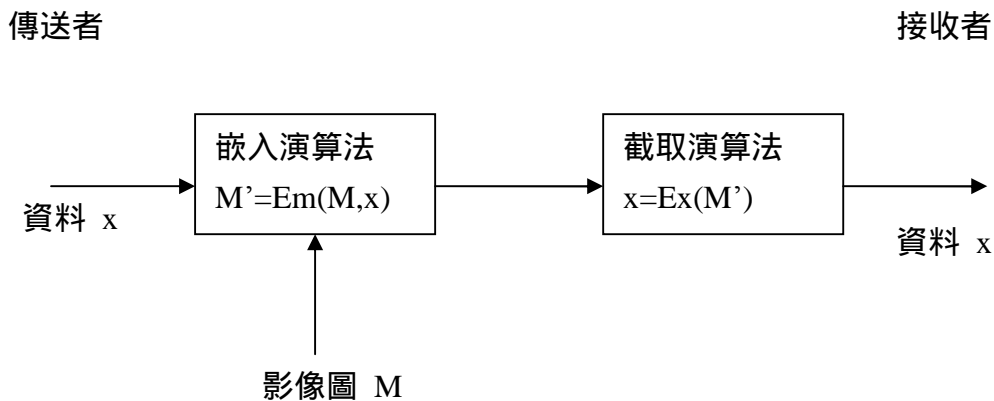 傳送者
接收者
嵌入演算法
M’=Em(M,x)
截取演算法
x=Ex(M’)
資料 x
資料 x
影像圖 M